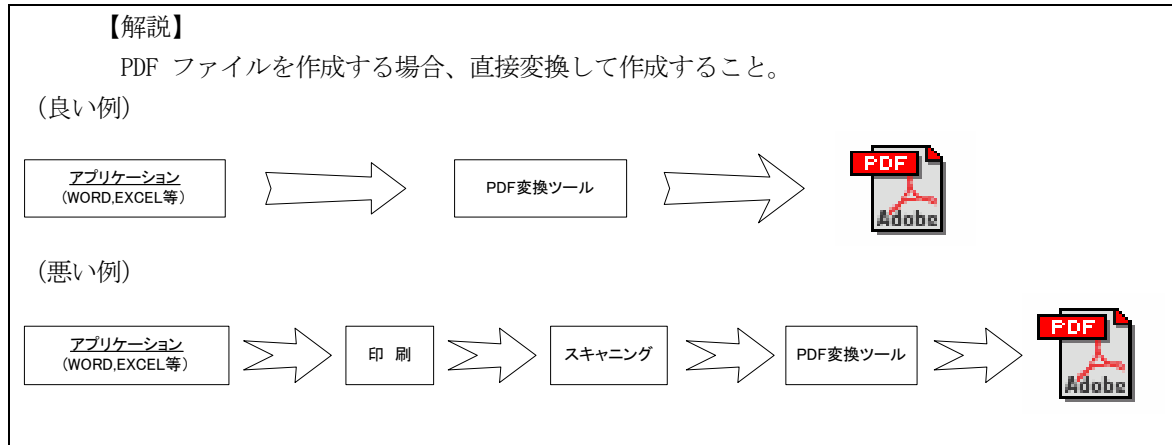 【解説】
PDF ファイルを作成する場合、直接変換して作成すること。
(良い例)
アプリケーション
(WORD,EXCEL等)
PDF変換ツール
PDF
Adobe
(悪い例)
アプリケーション
(WORD,EXCEL等)
印 刷
スキャニング
PDF変換ツール
PDF
Adobe